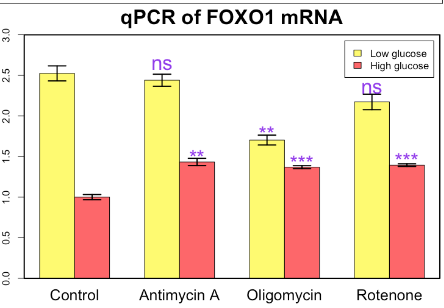 qPCR of FOXO1 mRNA
3.0
2.5
2.0
1.5
1.0
0.5
0.0
Low glucose
High glucose
ns
**
**
***
ns
***
Control
Antimycin A
Oligomycin
Rotenone